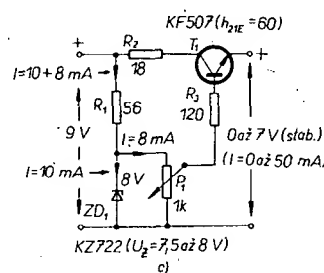 KF507 (h21E=60)
+ R2 T1 +
18
I=10+8 mA
R1 56
R3
120
9 V
I=8 mA
0 až 7 V (stab.)
(I=0 až 50 mA)
I=10 mA
8 V
P1
1k
ZD1
KZ722 (UZ=7,5 až 8 V)
c)